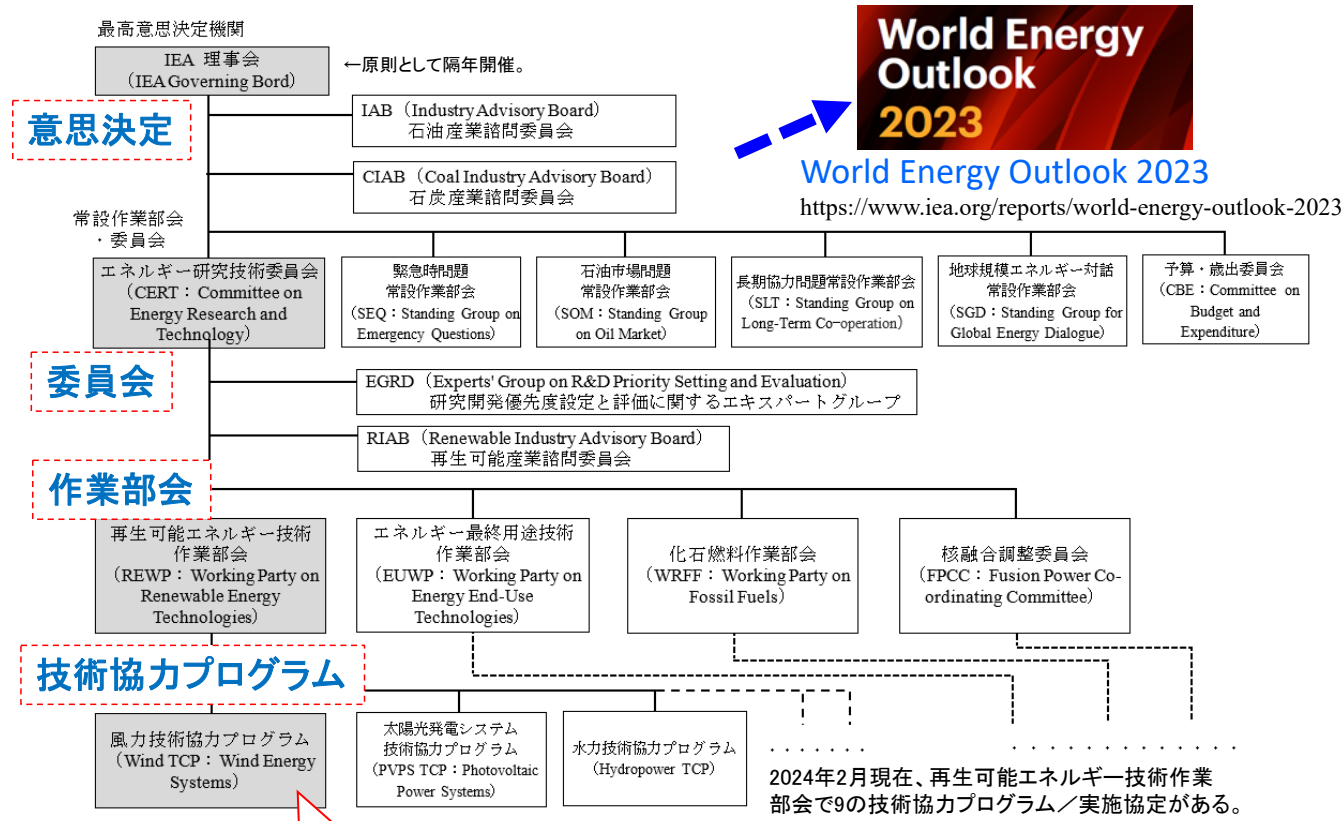 最高意思決定機関
IEA 理事会
（IEA Governing Bord）
←原則として隔年開催。
World Energy
Outlook
2023
World Energy Outlook 2023
https://www.iea.org/reports/world-energy-outlook-2023
意思決定
IAB（Industry Advisory Board）
石油産業諮問委員会
CIAB（Coal Industry Advisory Board）
石炭産業諮問委員会
常設作業部会
・委員会
エネルギー研究技術委員会
（CERT：Committee on
Energy Research and
Technology）
緊急時問題
常設作業部会
（SEQ：Standing Group on
Emergency Questions）
石油市場問題
常設作業部会
（SOM：Standing Group
on Oil Market）
長期協力問題常設作業部会
（SLT：Standing Group on
Long-Term Co-operation）
地球規模エネルギー対話
常設作業部会
（SGD：Standing Group for
Global Energy Dialogue）
予算・歳出委員会
（CBE：Committee on
Budget and
Expenditure）
委員会
EGRD（Experts' Group on R&D Priority Setting and Evaluation）
研究開発優先度設定と評価に関するエキスパートグループ
RIAB（Renewable Industry Advisory Board）
再生可能産業諮問委員会
作業部会
再生可能エネルギー技術
作業部会
（REWP：Working Party on
Renewable Energy
Technologies）
エネルギー最終用途技術
作業部会
（EUWP：Working Party on
Energy End-Use
Technologies）
化石燃料作業部会
（WRFF：Working Party on
Fossil Fuels）
核融合調整委員会
（FPCC：Fusion Power Co-
ordinating Committee）
技術協力プログラム
風力技術協力プログラム
（Wind TCP：Wind Energy
Systems）
太陽光発電システム
技術協力プログラム
（PVPS TCP：Photovoltaic
Power Systems）
水力技術協力プログラム
（Hydropower TCP）
．．．．．．．
．．．．．．．．．．．．．．
2024年2月現在、再生可能エネルギー技術作業
部会で9の技術協力プログラム／実施協定がある。